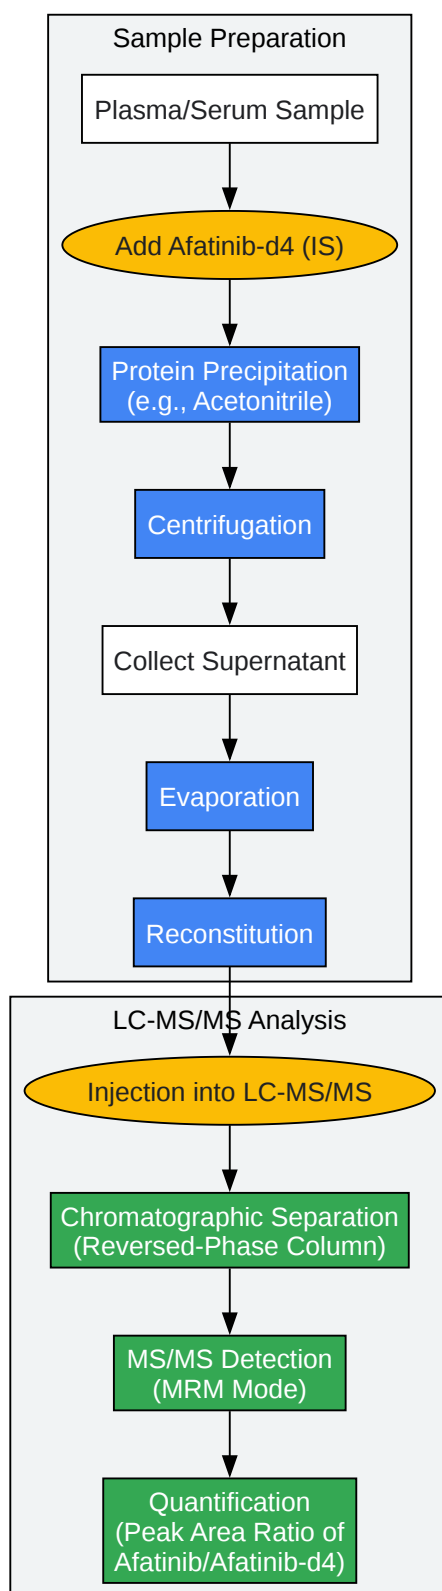 Sample Preparation
Plasma/Serum Sample
Add Afatinib-d4 (IS)
Protein Precipitation
(e.g., Acetonitrile)
Centrifugation
Collect Supernatant
Evaporation
Reconstitution
LC-MS/MS Analysis
Injection into LC-MS/MS
Chromatographic Separation
(Reversed-Phase Column)
MS/MS Detection
(MRM Mode)
Quantification
(Peak Area Ratio of
Afatinib/Afatinib-d4)